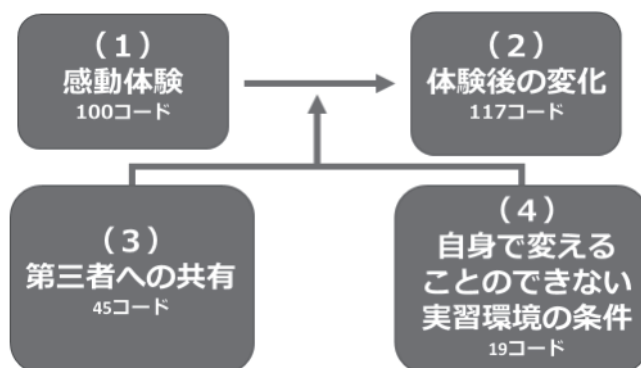 （１）
感動体験
100コード
（２）
体験後の変化
117コード
（３）
第三者への共有
45コード
（４）
自身で変える
ことのできない
実習環境の条件
19コード